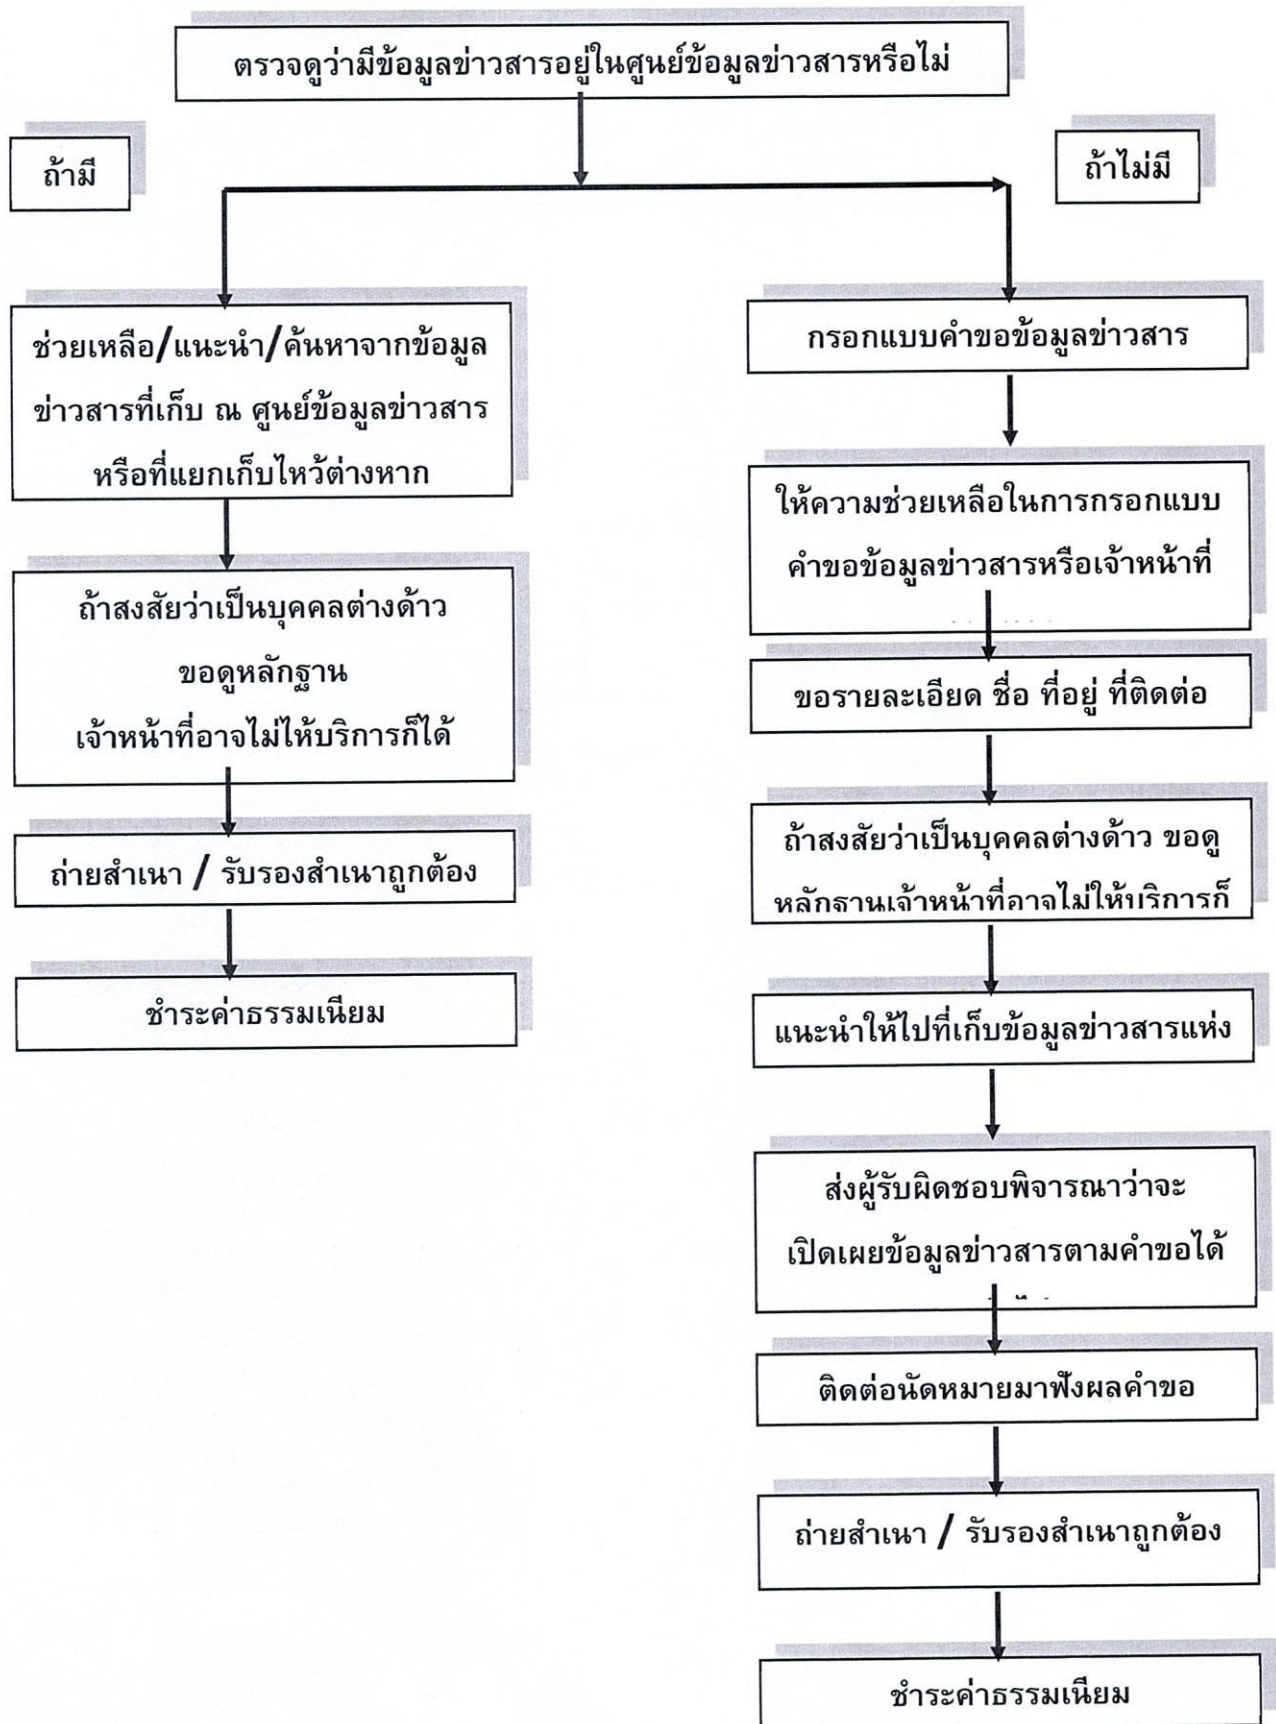 ตรวจดูว่ามีข้อมูลข่าวสารอยู่ในศูนย์ข้อมูลข่าวสารหรือไม่
ถ้ามี
ถ้าไม่มี
ช่วยเหลือ/แนะนำ/ค้นหาจากข้อมูล
ข่าวสารที่เก็บ ณ ศูนย์ข้อมูลข่าวสาร
หรือที่แยกเก็บไหว้ต่างหาก
ถ้าสงสัยว่าเป็นบุคคลต่างด้าว
ขอดูหลักฐาน
เจ้าหน้าที่อาจไม่ไห้บริการก็ได้
ถ่ายสำเนา / รับรองสำเนาถูกต้อง
ชำระค่าธรรมเนียม
กรอกแบบคำขอข้อมูลข่าวสาร
ให้ความช่วยเหลือในการกรอกแบบ
คำขอข้อมูลข่าวสารหรือเจ้าหน้าที่
ขอรายละเอียด ชื่อ ที่อยู่ ที่ติดต่อ
ถ้าสงสัยว่าเป็นบุคคลต่างด้าว ขอดู
หลักฐานเจ้าหน้าที่อาจไม่ให้บริการก็
แนะนำให้ไปที่เก็บข้อมูลข่าวสารแห่ง
ส่งผู้รับผิดชอบพิจารณาว่าจะ
เปิดเผยข้อมูลข่าวสารตามคำขอได้
ติดต่อนัดหมายมาฟังผลคำขอ
ถ่ายสำเนา / รับรองสำเนาถูกต้อง
ชำระค่าธรรมเนียม